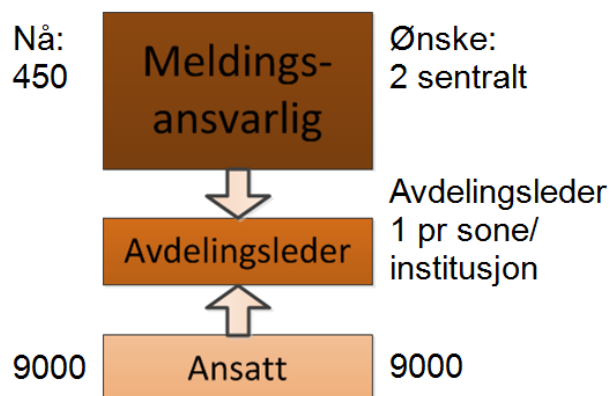 Nå:
450
Meldings-
ansvarlig
Ønske:
2 sentralt
Avdelingsleder
Avdelingsleder
1 pr sone/
institusjon
9000
Ansatt
9000